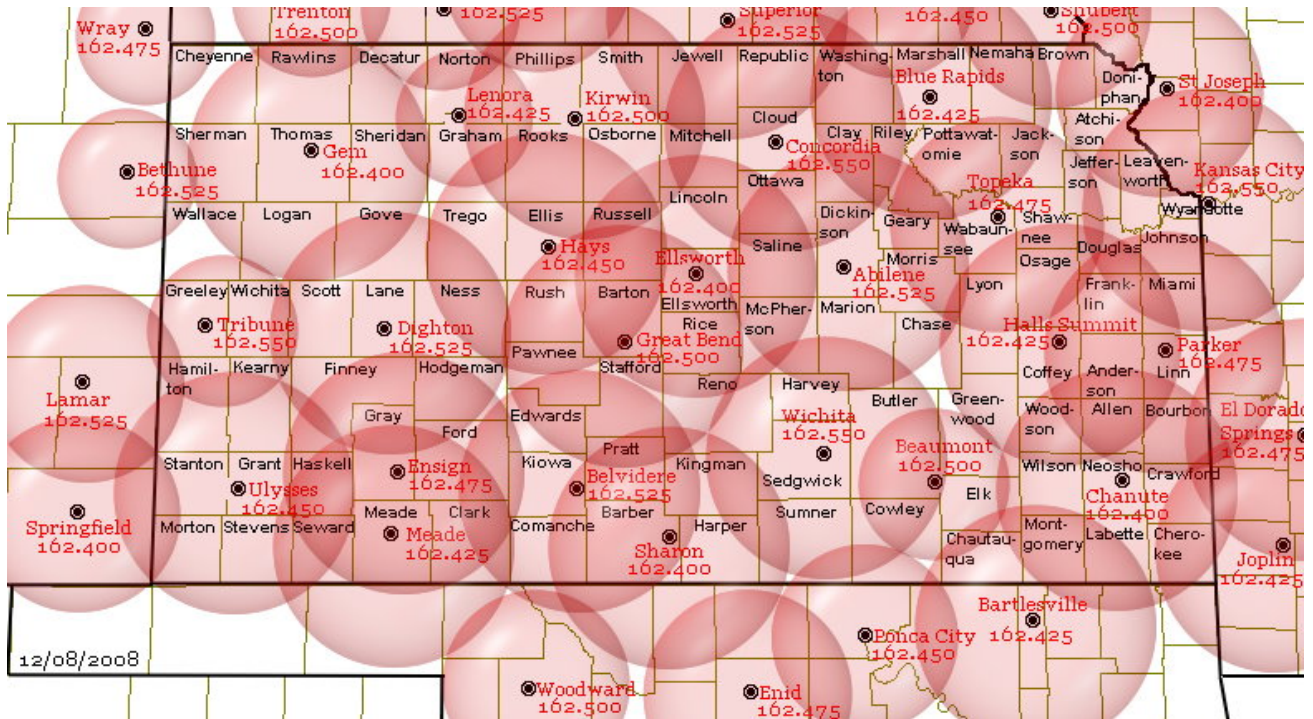 Trenton
162.500
162.525
Superior
162.525
162.450
Shubert
162.500
Wray
162.475
Cheyenne
Rawlins
Decatur
Norton
Phillips
Smith
Jewell
Republic
Washing-
ton
Marshall
Nemaha
Brown
Doni-
phan
Blue Rapids
162.425
St Joseph
162.400
Lenora
162.425
Kirwin
162.500
Cloud
Atchi-
son
Sherman
Thomas
Sheridan
Graham
Rooks
Osborne
Mitchell
Clay
Riley
Pottawat-
omie
Jack-
son
Gem
162.400
Concordia
162.550
Bethune
162.525
Jeffer-
son
Leaven-
worth
Kansas City
162.550
Ottawa
Topeka
162.475
Lincoln
Wyandotte
Wallace
Logan
Gove
Trego
Ellis
Russell
Dickin-
son
Geary
Wabaun-
see
Shaw-
nee
Douglas
Johnson
Hays
162.450
Saline
Ellsworth
162.400
Morris
Osage
Abilene
162.525
Greeley
Wichita
Scott
Lane
Ness
Rush
Barton
Ellsworth
Rice
McPher-
son
Marion
Chase
Lyon
Frank-
lin
Miami
Tribune
162.550
Dighton
162.525
Great Bend
162.500
Halls Summit
162.425
Parker
162.475
Pawnee
Hamil-
ton
Kearny
Finney
Hodgeman
Stafford
Reno
Harvey
Coffey
Ander-
son
Linn
Lamar
162.525
Butler
Green-
wood
Gray
Edwards
Wichita
162.550
Wood-
son
Allen
Bourbon
El Dorado
Springs
162.475
Ford
Pratt
Beaumont
162.500
Stanton
Grant
Haskell
Ensign
162.475
Kiowa
Kingman
Sedgwick
Wilson
Neosho
Crawford
Ulysses
162.450
Belvidere
162.525
Elk
Chanute
162.400
Springfield
162.400
Morton
Stevens
Seward
Meade
Clark
Comanche
Barber
Harper
Sumner
Cowley
Chautau-
qua
Mont-
gomery
Labette
Chero-
kee
Meade
162.425
Sharon
162.400
Joplin
162.425
Bartlesville
162.425
Ponca City
162.450
12/08/2008
Woodward
162.500
Enid
162.475